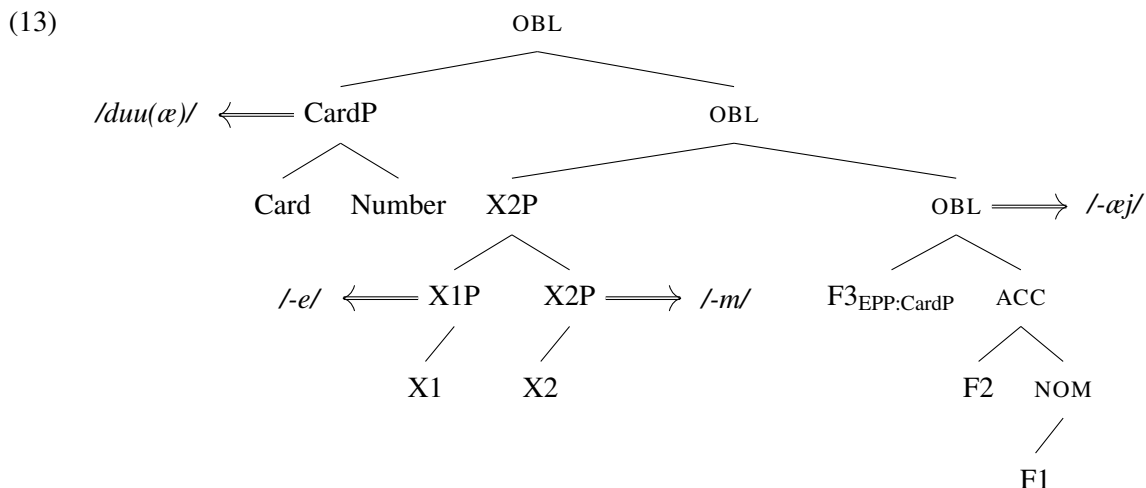 (13) OBL
/duu(æ)/ CardP OBL
Card Number X2P OBL /-æj/
/-e/ X1P X2P /-m/ F3EPP:CardP ACC
X1 X2 F2 NOM
F1